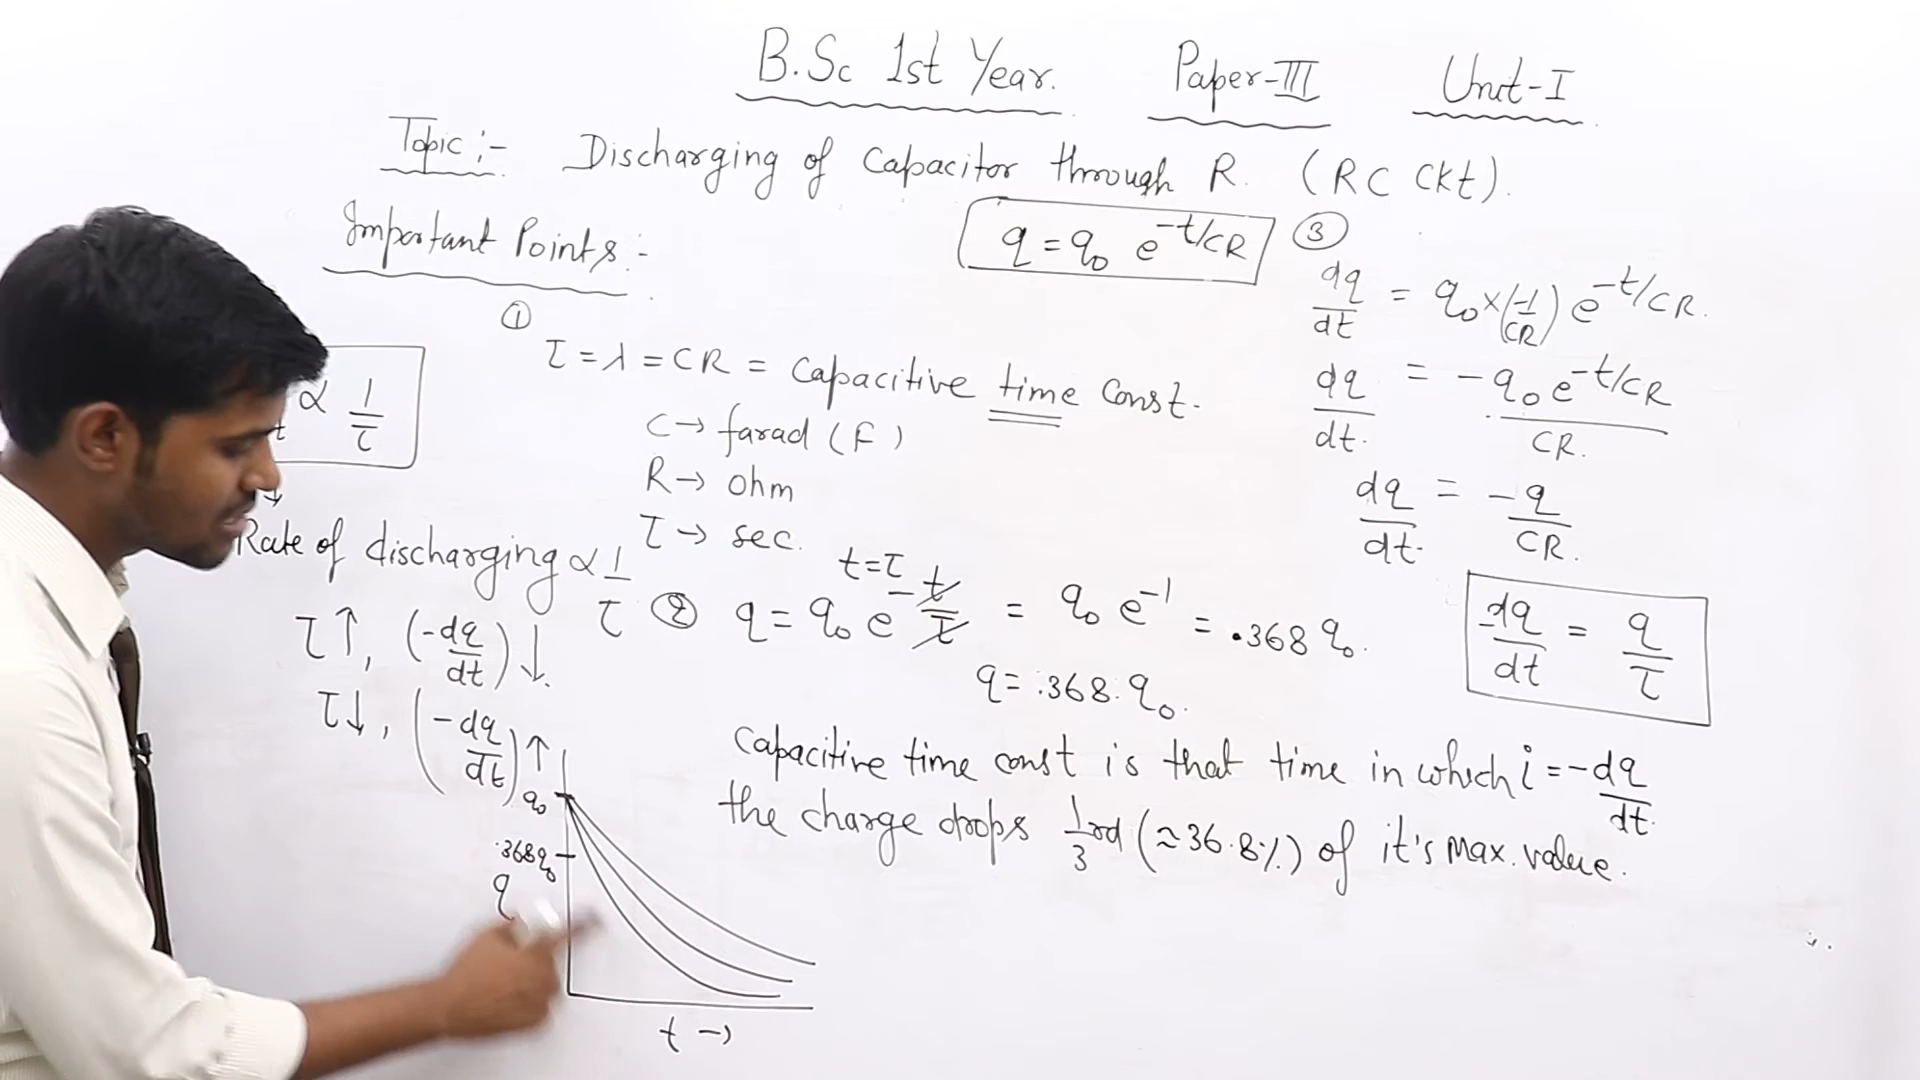 B.Sc 1st Year. Paper-III Unit-I
Topic:- Discharging of Capacitor through R. (RC Ckt).
Important Points:-
q = q₀ e^{-t/CR}
①
τ = λ = CR = Capacitive time Const.
C → farad (F)
R → Ohm
τ → sec.
② t=τ
q = q₀ e^{-t/τ} = q₀ e^{-1} = .368 q₀.
q = .368 q₀.
Capacitive time const is that time in which
the charge drops 1/3rd (≈36.8%) of it's max. value.
③
dq/dt = q₀ × (-1/CR) e^{-t/CR}.
dq/dt. = -q₀ e^{-t/CR}/CR.
dq/dt. = -q/CR.
dq/dt = q/τ
i = -dq/dt.
t ∝ 1/τ
Rate of discharging ∝ 1/τ
τ↑, (-dq/dt)↓.
τ↓, (-dq/dt)↑
q₀
.368q₀
q
t →